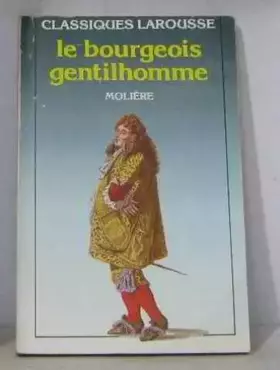 CLASSIQUES LAROUSSE
le bourgeois
gentilhomme
MOLIÈRE